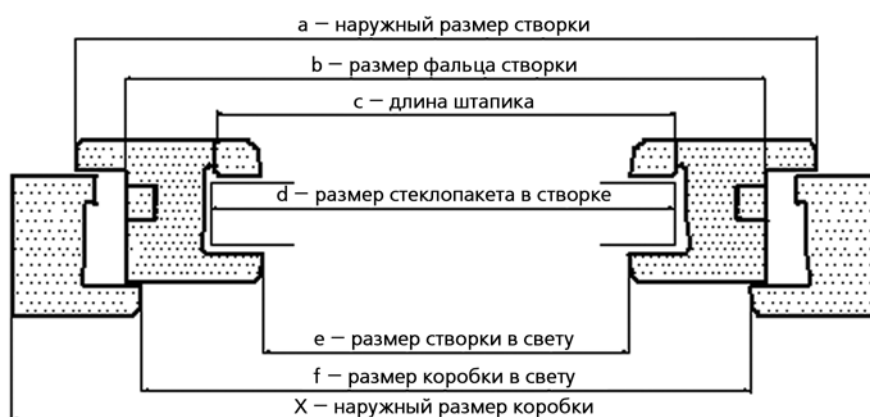 a – наружный размер створки
b – размер фальца створки
c – длина штапика
d – размер стеклопакета в створке
e – размер створки в свету
f – размер коробки в свету
X – наружный размер коробки